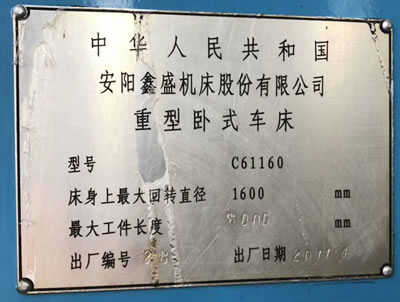 中华人民共和国
安阳鑫盛机床股份有限公司
重型卧式车床
型号 C61160
床身上最大回转直径 1600 mm
最大工件长度 mm
出厂编号 出厂日期 2011